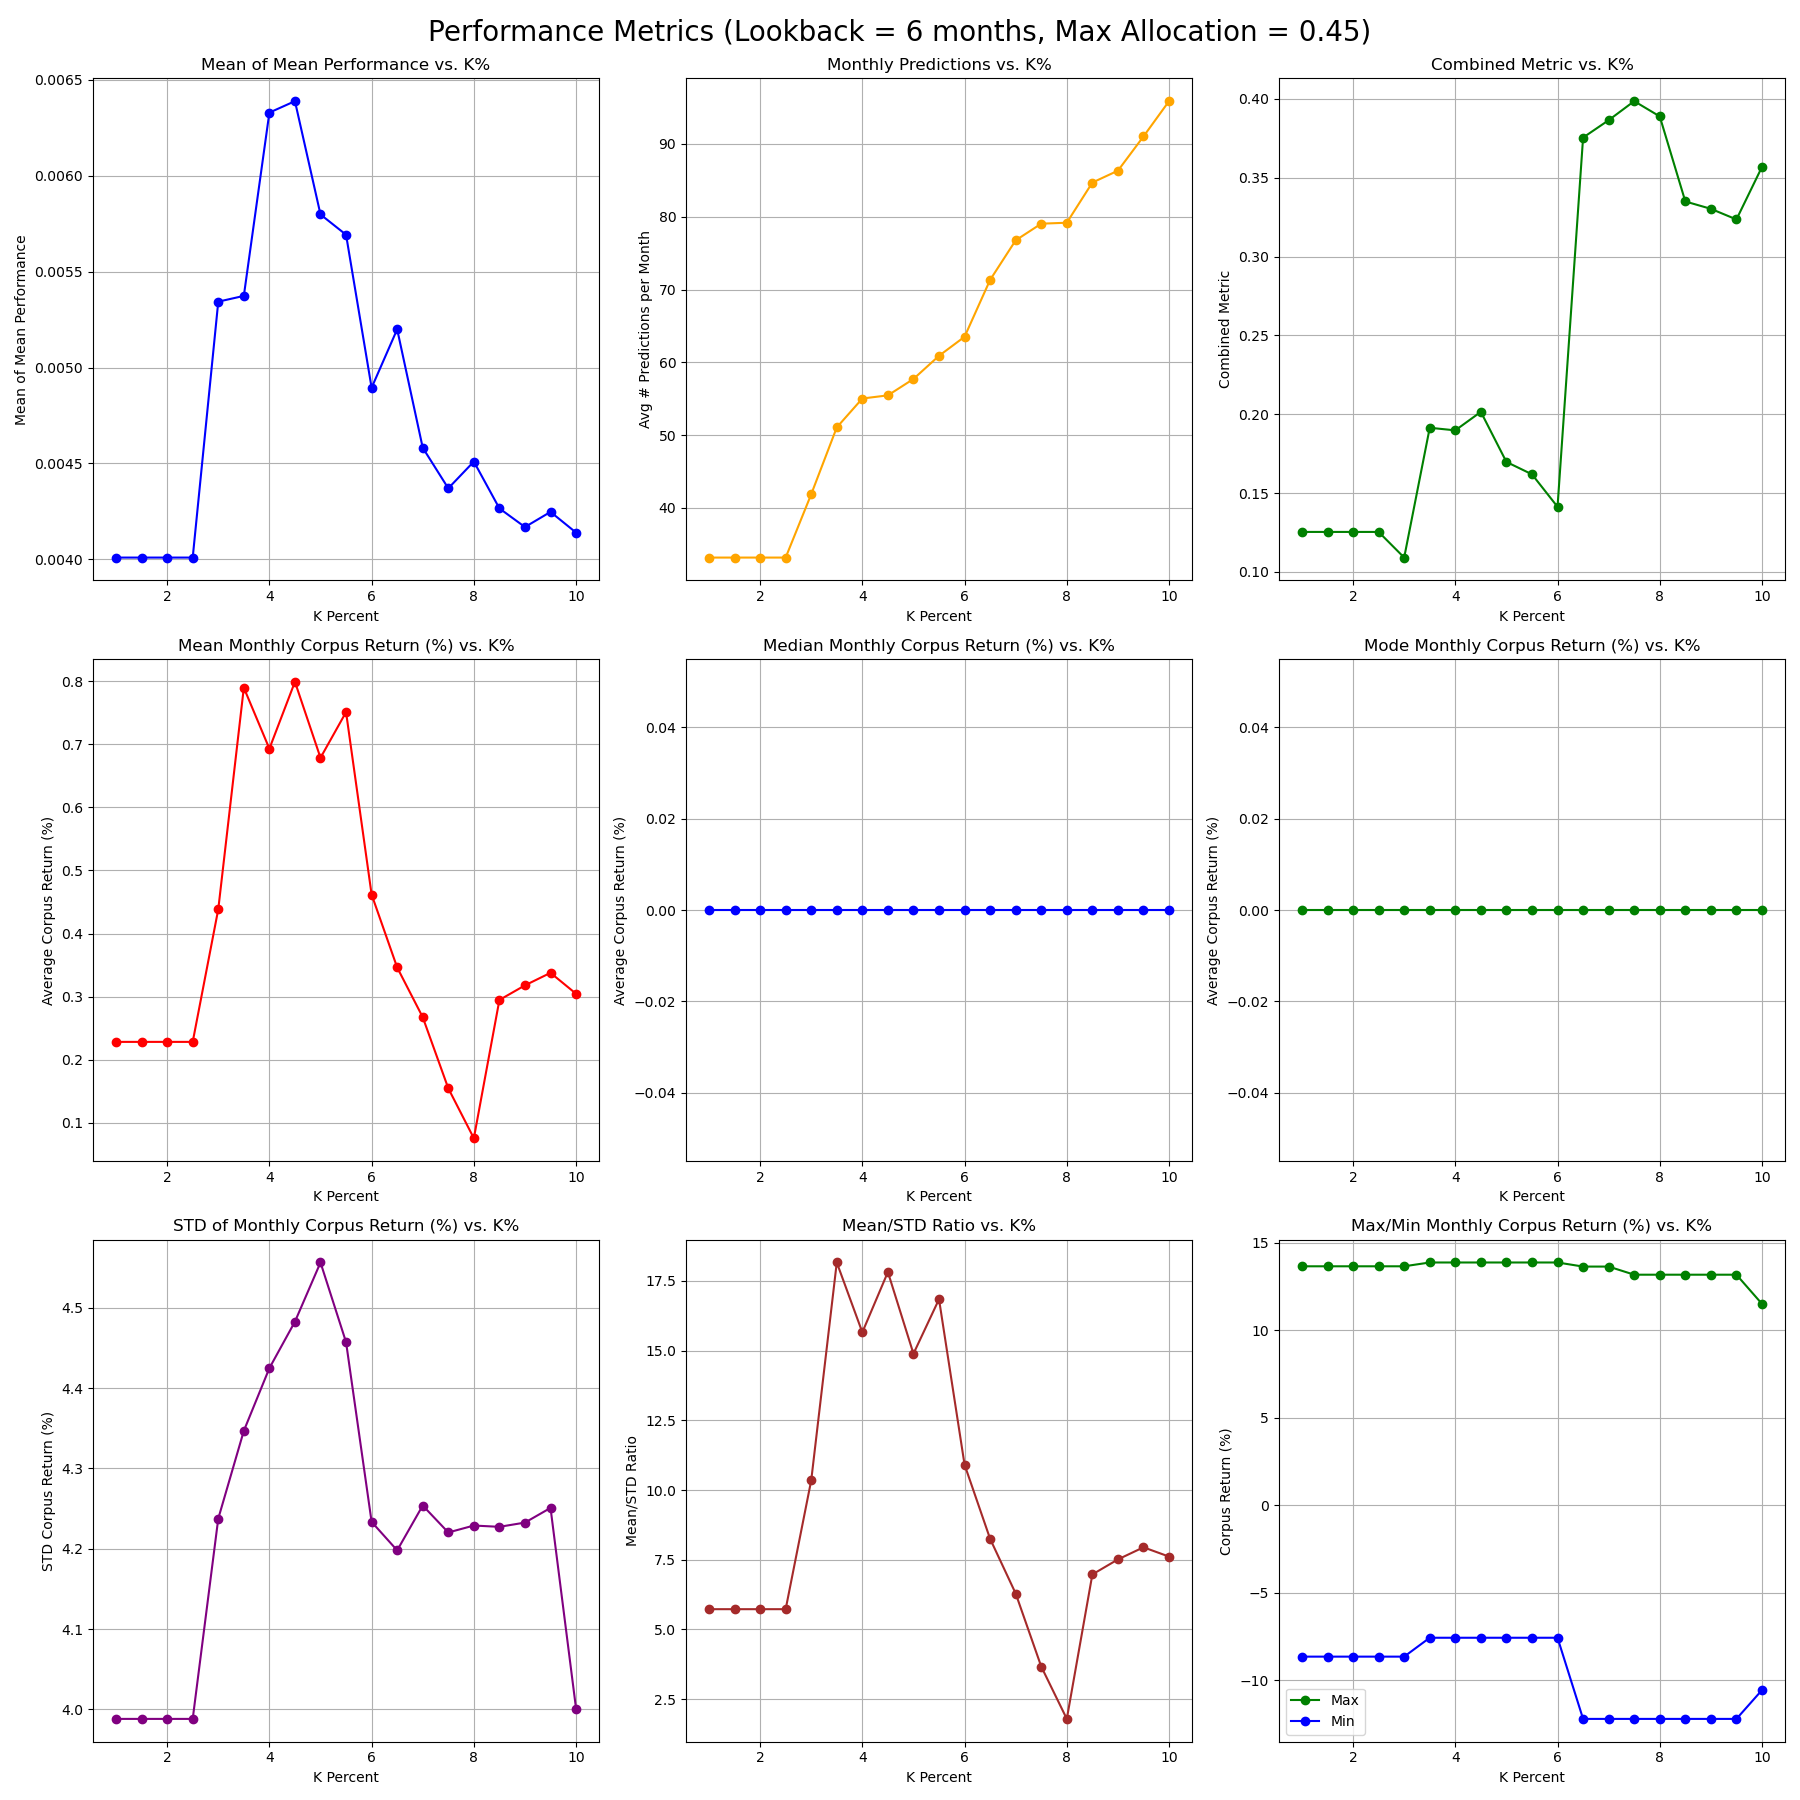 Performance Metrics (Lookback = 6 months, Max Allocation = 0.45)
Mean of Mean Performance vs. K%
Mean of Mean Performance
0.0065
0.0060
0.0055
0.0050
0.0045
0.0040
2 4 6 8 10
K Percent
Monthly Predictions vs. K%
Avg # Predictions per Month
90
80
70
60
50
40
2 4 6 8 10
K Percent
Combined Metric vs. K%
Combined Metric
0.40
0.35
0.30
0.25
0.20
0.15
0.10
2 4 6 8 10
K Percent
Mean Monthly Corpus Return (%) vs. K%
Average Corpus Return (%)
0.8
0.7
0.6
0.5
0.4
0.3
0.2
0.1
2 4 6 8 10
K Percent
Median Monthly Corpus Return (%) vs. K%
Average Corpus Return (%)
0.04
0.02
0.00
−0.02
−0.04
2 4 6 8 10
K Percent
Mode Monthly Corpus Return (%) vs. K%
Average Corpus Return (%)
0.04
0.02
0.00
−0.02
−0.04
2 4 6 8 10
K Percent
STD of Monthly Corpus Return (%) vs. K%
STD Corpus Return (%)
4.5
4.4
4.3
4.2
4.1
4.0
2 4 6 8 10
K Percent
Mean/STD Ratio vs. K%
Mean/STD Ratio
17.5
15.0
12.5
10.0
7.5
5.0
2.5
2 4 6 8 10
K Percent
Max/Min Monthly Corpus Return (%) vs. K%
Corpus Return (%)
15
10
5
0
−5
−10
Max
Min
2 4 6 8 10
K Percent